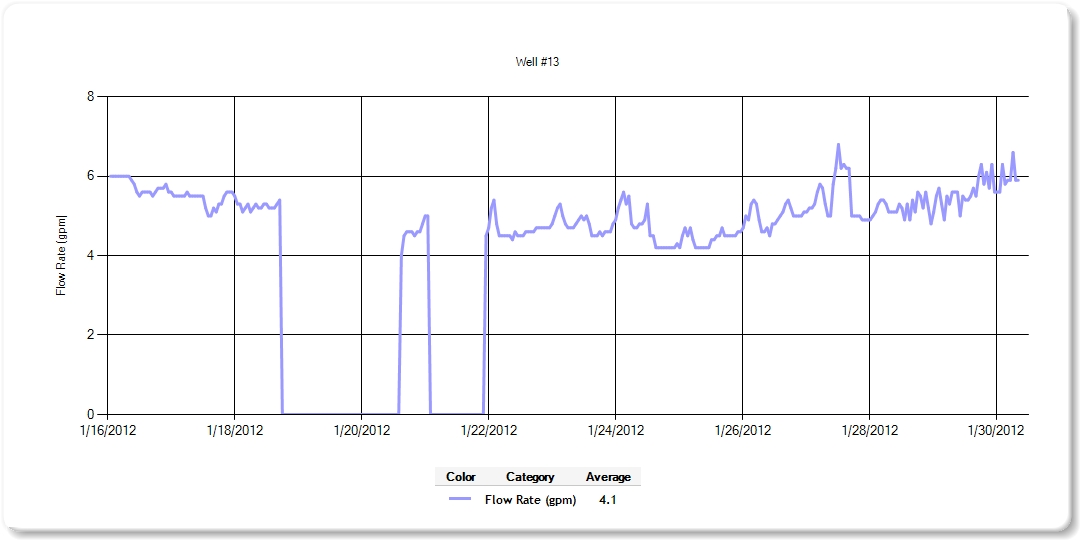 Well #13
8
6
4
2
0
Flow Rate (gpm)
1/16/2012 1/18/2012 1/20/2012 1/22/2012 1/24/2012 1/26/2012 1/28/2012 1/30/2012
Color Category Average
Flow Rate (gpm) 4.1